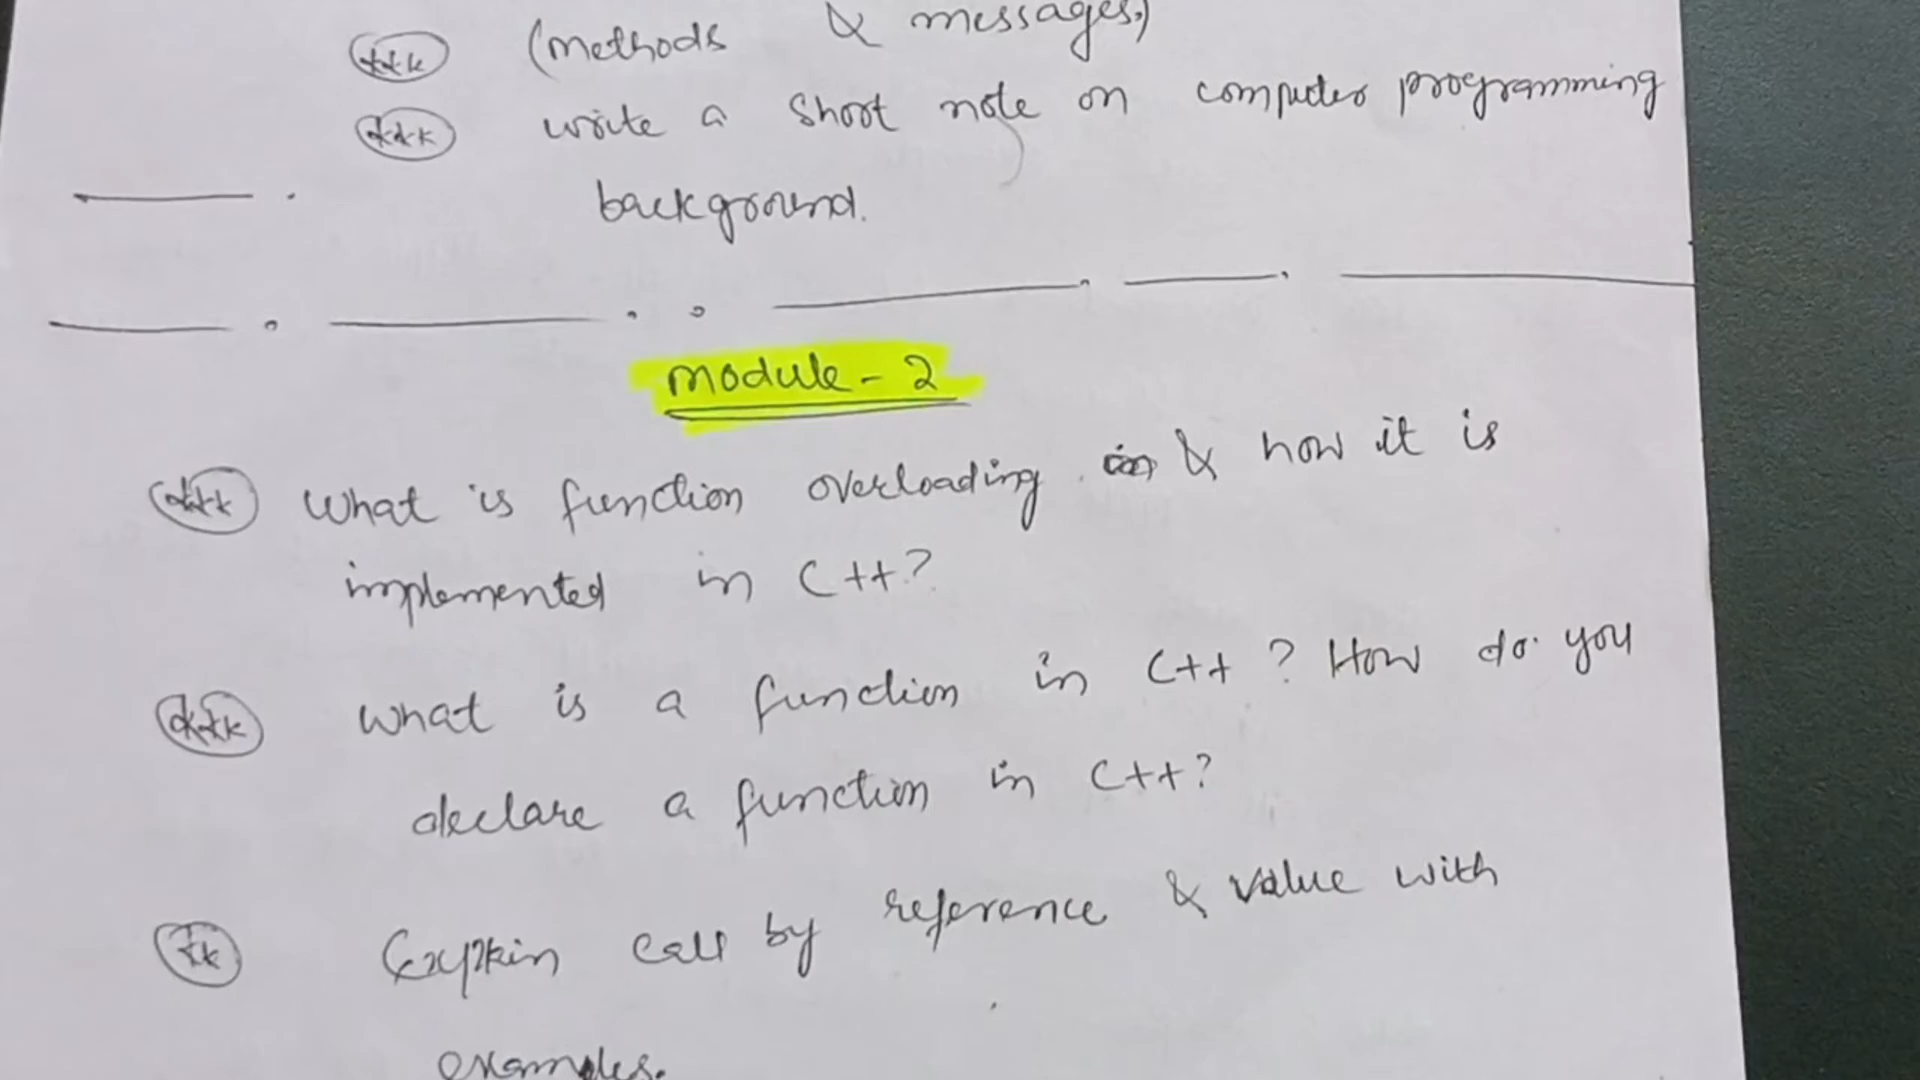 *** (methods & messages)
*** write a short note on computer programming
background.
module - 2
*** What is function overloading in & how it is
implemented in C++?
*** what is a function in C++? How do you
declare a function in C++?
** Explain call by reference & value with
examples.